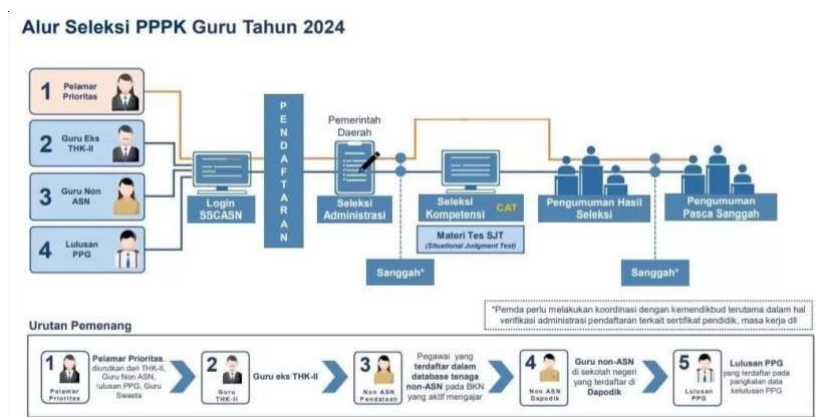 Alur Seleksi PPPK Guru Tahun 2024
1
Pelamar
Prioritas
2
Guru Eks
THK-II
3
Guru Non
ASN
4
Lulusan
PPG
Login
SSCASN
PENDAFTARAN
Pemerintah
Daerah
Seleksi
Administrasi
Sanggah*
Seleksi
Kompetensi
CAT
Materi Tes SJT
(Situational Judgment Test)
Pengumuman Hasil
Seleksi
Sanggah*
Pengumuman
Pasca Sanggah
*Pemda perlu melakukan koordinasi dengan kemendikbud terutama dalam hal
verifikasi administrasi pendaftaran terkait sertifikat pendidik, masa kerja dll
Urutan Pemenang
1
Pelamar
Prioritas
Pelamar Prioritas,
diurutkan dari THK-II,
Guru Non ASN,
lulusan PPG, Guru
Swasta
2
Guru
THK-II
Guru eks THK-II
3
Non ASN
Pendataan
Pegawai yang
terdaftar dalam
database tenaga
non-ASN pada BKN
yang aktif mengajar
4
Non ASN
Dapodik
Guru non-ASN
di sekolah negeri
yang terdaftar di
Dapodik
5
Lulusan
PPG
Lulusan PPG
yang terdaftar pada
pangkalan data
kelulusan PPG